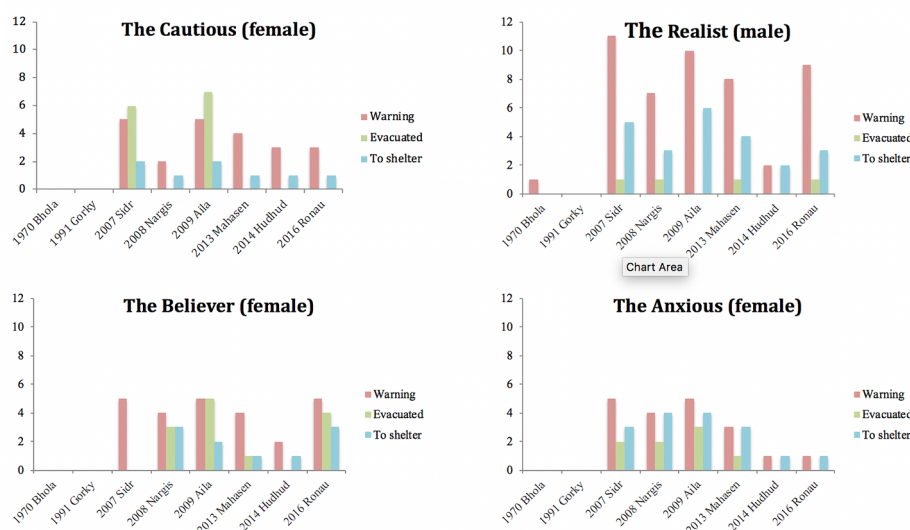 The Cautious (female)
12
10
8
6
4
2
0
1970 Bhola
1991 Gorky
2007 Sidr
2008 Nargis
2009 Aila
2013 Mahasen
2014 Hudhud
2016 Ronau
Warning
Evacuated
To shelter
The Realist (male)
12
10
8
6
4
2
0
1970 Bhola
1991 Gorky
2007 Sidr
2008 Nargis
2009 Aila
2013 Mahasen
2014 Hudhud
2016 Ronau
Warning
Evacuated
To shelter
Chart Area
The Believer (female)
12
10
8
6
4
2
0
1970 Bhola
1991 Gorky
2007 Sidr
2008 Nargis
2009 Aila
2013 Mahasen
2014 Hudhud
2016 Ronau
Warning
Evacuated
To shelter
The Anxious (female)
12
10
8
6
4
2
0
1970 Bhola
1991 Gorky
2007 Sidr
2008 Nargis
2009 Aila
2013 Mahasen
2014 Hudhud
2016 Ronau
Warning
Evacuated
To shelter